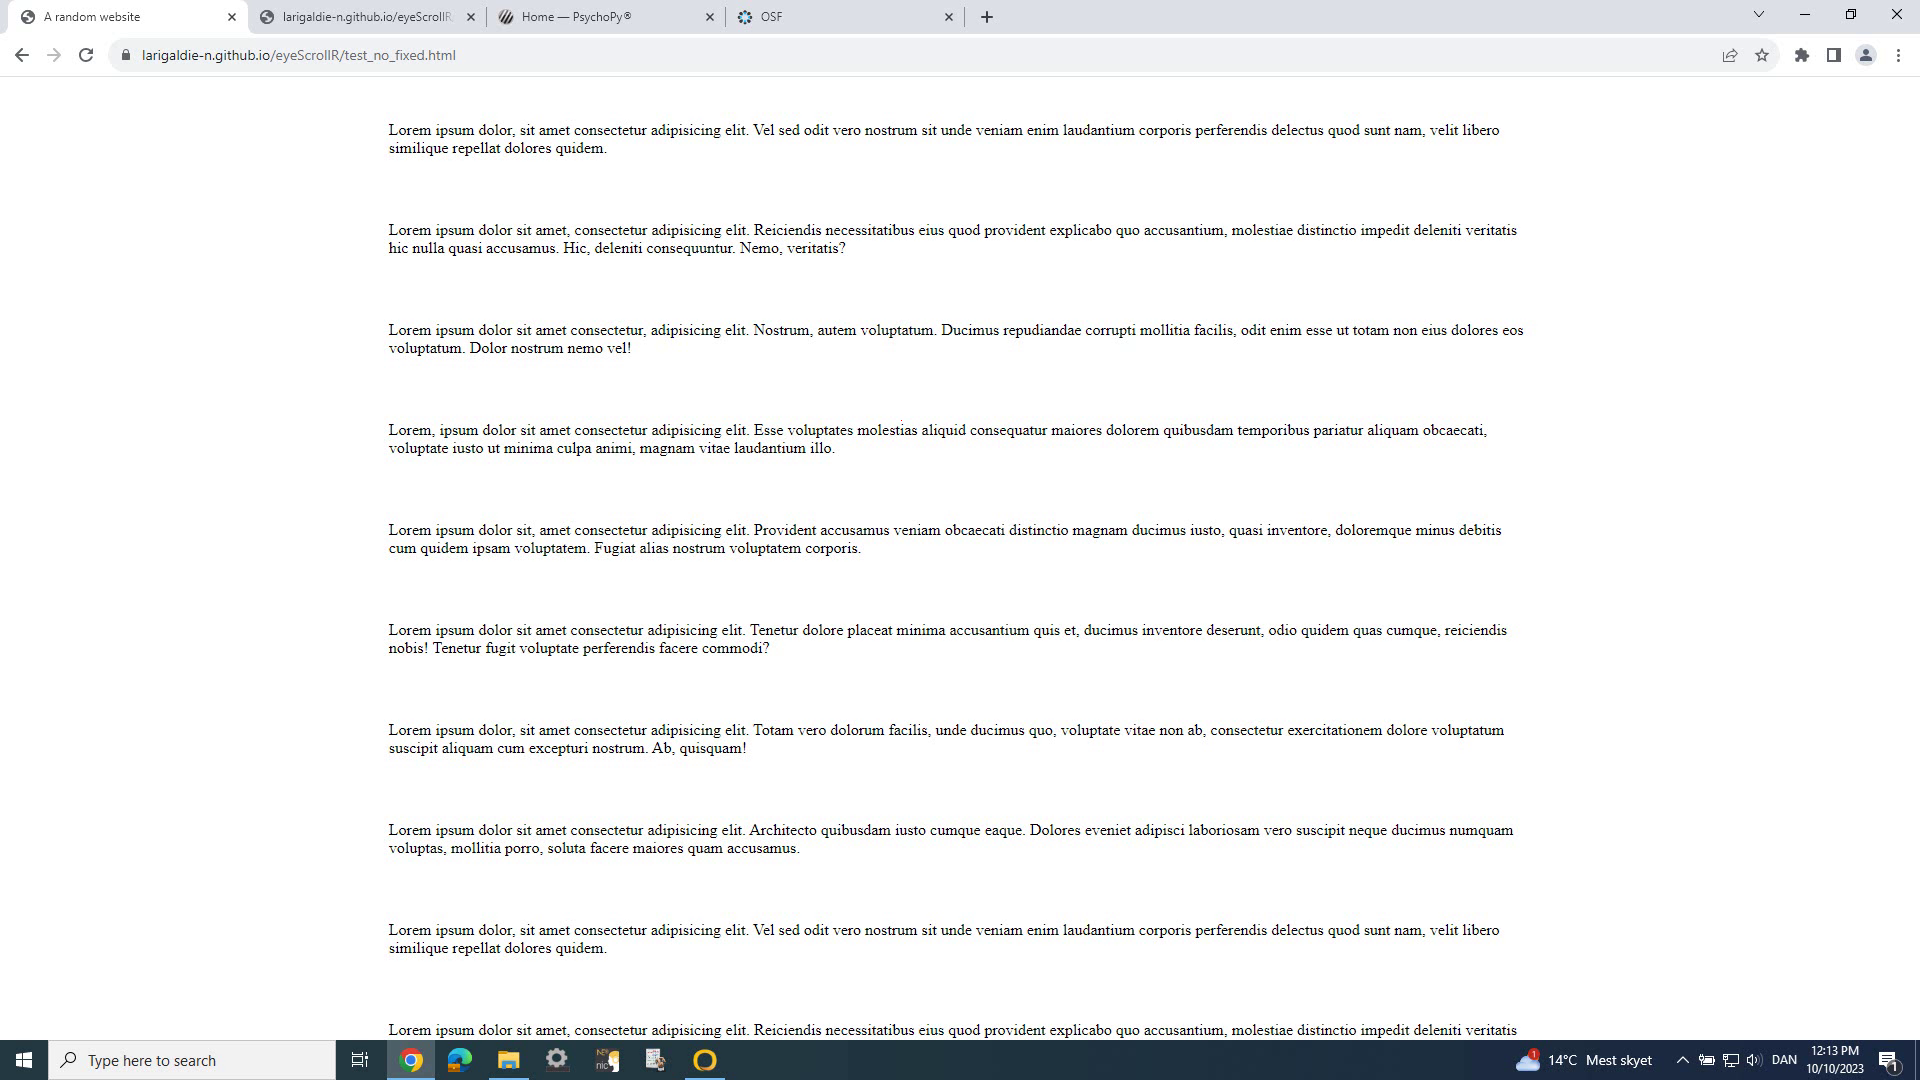 A random website
larigaldie-n.github.io/eyeScrollR
Home — PsychoPy®
OSF
larigaldie-n.github.io/eyeScrollR/test_no_fixed.html
Lorem ipsum dolor, sit amet consectetur adipisicing elit. Vel sed odit vero nostrum sit unde veniam enim laudantium corporis perferendis delectus quod sunt nam, velit libero
similique repellat dolores quidem.
Lorem ipsum dolor sit amet, consectetur adipisicing elit. Reiciendis necessitatibus eius quod provident explicabo quo accusantium, molestiae distinctio impedit deleniti veritatis
hic nulla quasi accusamus. Hic, deleniti consequuntur. Nemo, veritatis?
Lorem ipsum dolor sit amet consectetur, adipisicing elit. Nostrum, autem voluptatum. Ducimus repudiandae corrupti mollitia facilis, odit enim esse ut totam non eius dolores eos
voluptatum. Dolor nostrum nemo vel!
Lorem, ipsum dolor sit amet consectetur adipisicing elit. Esse voluptates molestias aliquid consequatur maiores dolorem quibusdam temporibus pariatur aliquam obcaecati,
voluptate iusto ut minima culpa animi, magnam vitae laudantium illo.
Lorem ipsum dolor sit, amet consectetur adipisicing elit. Provident accusamus veniam obcaecati distinctio magnam ducimus iusto, quasi inventore, doloremque minus debitis
cum quidem ipsam voluptatem. Fugiat alias nostrum voluptatem corporis.
Lorem ipsum dolor sit amet consectetur adipisicing elit. Tenetur dolore placeat minima accusantium quis et, ducimus inventore deserunt, odio quidem quas cumque, reiciendis
nobis! Tenetur fugit voluptate perferendis facere commodi?
Lorem ipsum dolor, sit amet consectetur adipisicing elit. Totam vero dolorum facilis, unde ducimus quo, voluptate vitae non ab, consectetur exercitationem dolore voluptatum
suscipit aliquam cum excepturi nostrum. Ab, quisquam!
Lorem ipsum dolor sit amet consectetur adipisicing elit. Architecto quibusdam iusto cumque eaque. Dolores eveniet adipisci laboriosam vero suscipit neque ducimus numquam
voluptas, mollitia porro, soluta facere maiores quam accusamus.
Lorem ipsum dolor, sit amet consectetur adipisicing elit. Vel sed odit vero nostrum sit unde veniam enim laudantium corporis perferendis delectus quod sunt nam, velit libero
similique repellat dolores quidem.
Lorem ipsum dolor sit amet, consectetur adipisicing elit. Reiciendis necessitatibus eius quod provident explicabo quo accusantium, molestiae distinctio impedit deleniti veritatis
Type here to search
1
14°C Mest skyet
DAN
12:13 PM
10/10/2023
1